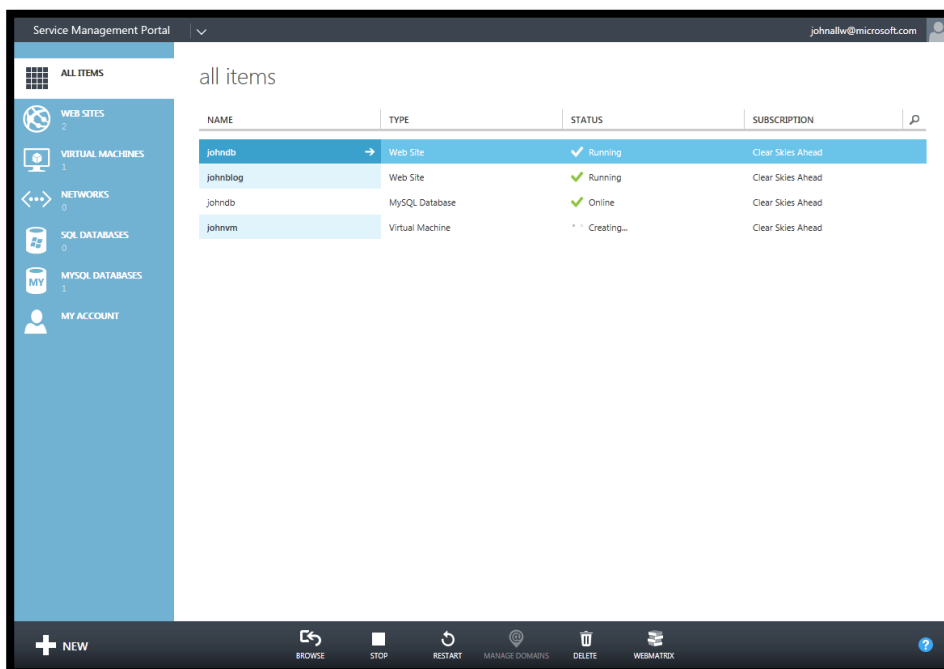 Service Management Portal
johnallw@microsoft.com
ALL ITEMS
WEB SITES
2
VIRTUAL MACHINES
1
NETWORKS
0
SQL DATABASES
0
MY
MYSQL DATABASES
1
MY ACCOUNT
all items
NAME TYPE STATUS SUBSCRIPTION
johndb Web Site Running Clear Skies Ahead
johnblog Web Site Running Clear Skies Ahead
johndb MySQL Database Online Clear Skies Ahead
johnvm Virtual Machine Creating... Clear Skies Ahead
NEW
BROWSE STOP RESTART MANAGE DOMAINS DELETE WEBMATRIX
?